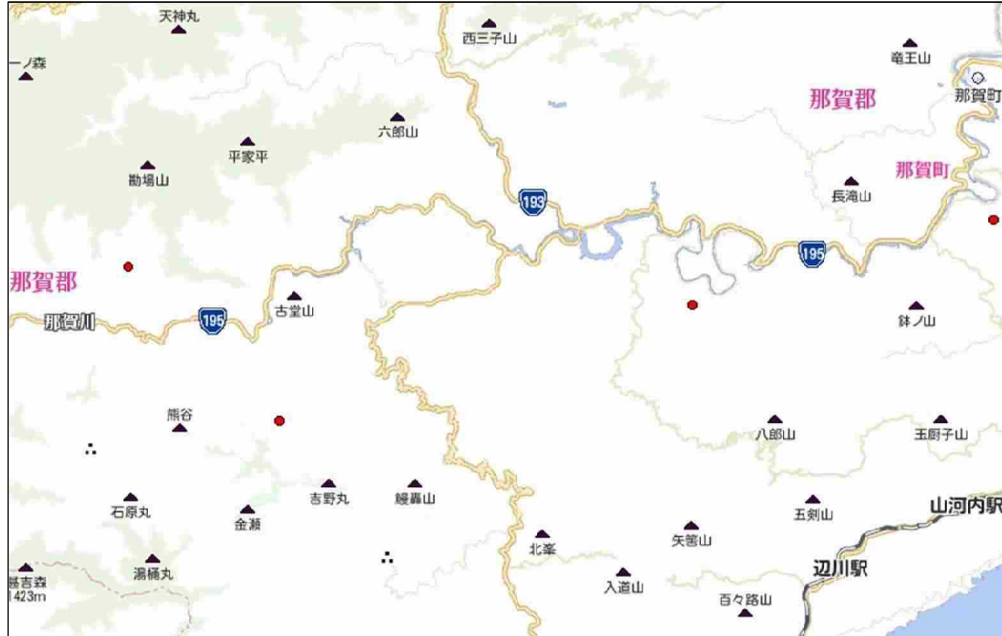 天神丸
西三子山
竜王山
一ノ森
那賀町
那賀郡
六郎山
平家平
勘場山
那賀町
長滝山
193
195
那賀郡
古堂山
鉢ノ山
195
那賀川
熊谷
八郎山
玉厨子山
吉野丸
鰻轟山
石原丸
金瀬
五剣山
山河内駅
矢筈山
北峯
湯桶丸
辺川駅
甚吉森
1423m
入道山
百々路山